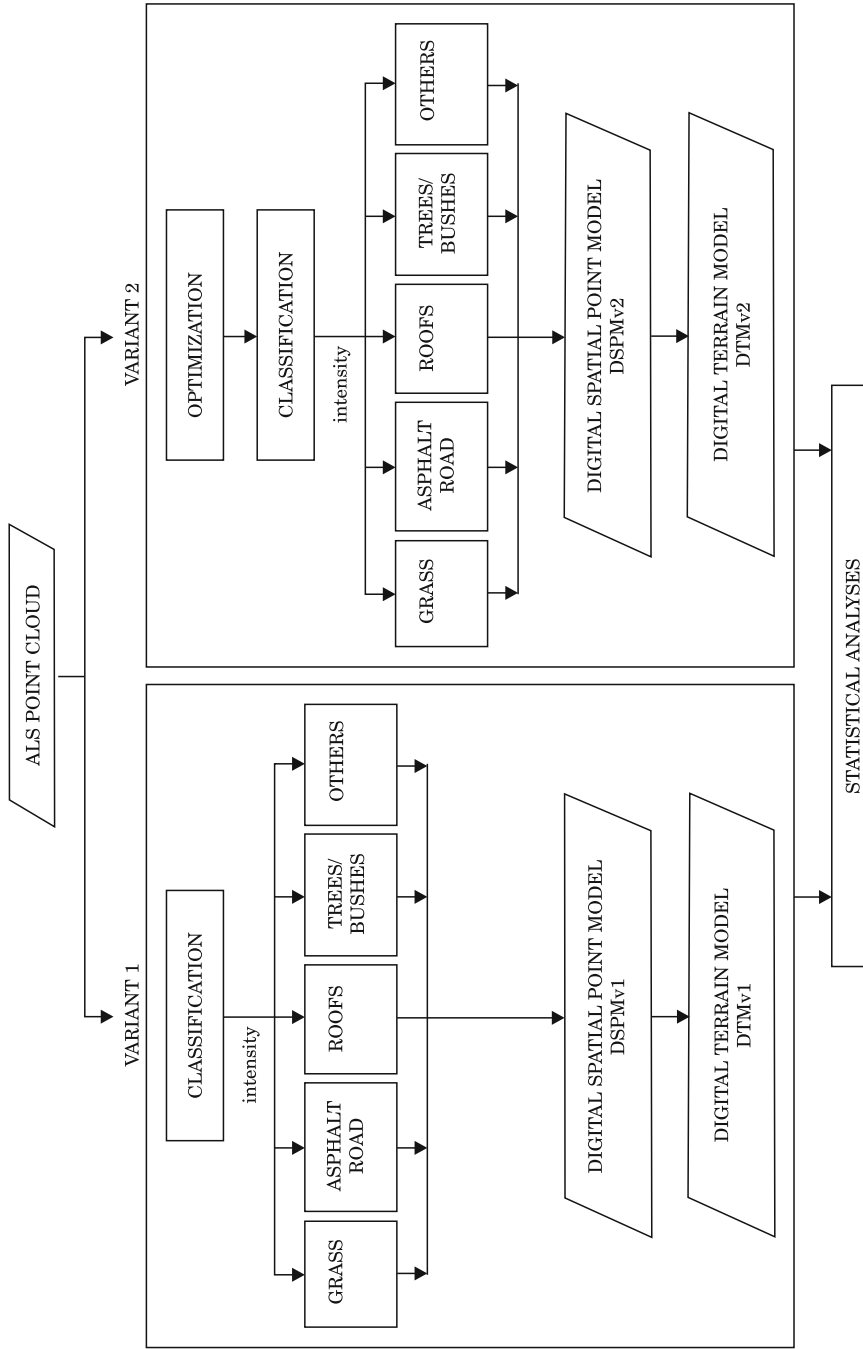 ALS POINT CLOUD
VARIANT 1
CLASSIFICATION
intensity
GRASS
ASPHALT
ROAD
ROOFS
TREES/
BUSHES
OTHERS
DIGITAL SPATIAL POINT MODEL
DSPMv1
DIGITAL TERRAIN MODEL
DTMv1
VARIANT 2
OPTIMIZATION
CLASSIFICATION
intensity
GRASS
ASPHALT
ROAD
ROOFS
TREES/
BUSHES
OTHERS
DIGITAL SPATIAL POINT MODEL
DSPMv2
DIGITAL TERRAIN MODEL
DTMv2
STATISTICAL ANALYSES